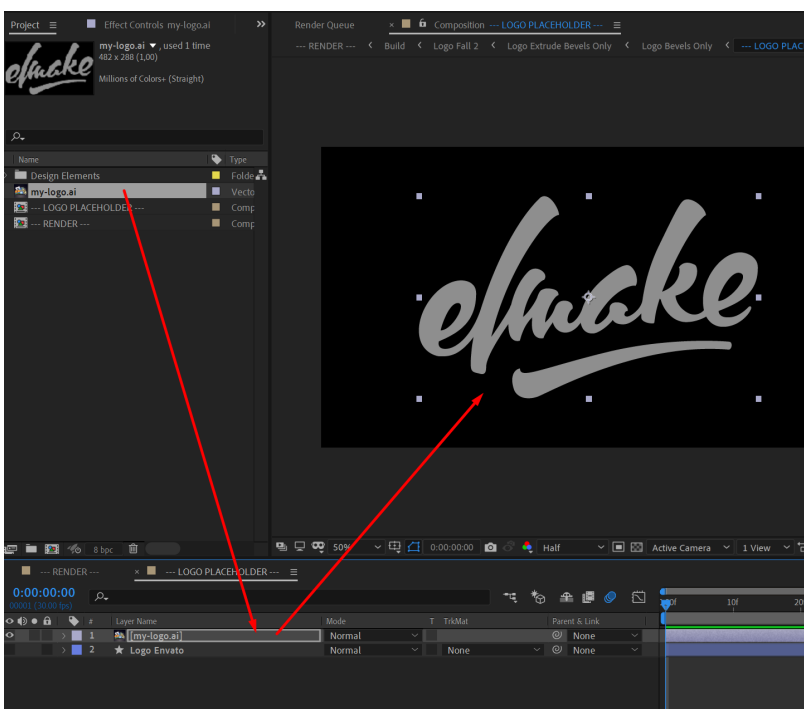 Project
Effect Controls my-logo.ai
Render Queue
Composition --- LOGO PLACEHOLDER ---
my-logo.ai ▼ , used 1 time
482 x 288 (1,00)
Millions of Colors+ (Straight)
--- RENDER --- Build Logo Fall 2 Logo Extrude Bevels Only Logo Bevels Only --- LOGO PLAC
elmake
elmake
Name Type
Design Elements Folde
my-logo.ai Vecto
--- LOGO PLACEHOLDER --- Comp
--- RENDER --- Comp
8 bpc
50% 0:00:00:00 Half Active Camera 1 View
--- RENDER --- × --- LOGO PLACEHOLDER ---
0:00:00:00
00001 (30.00 fps)
10f 20
# Layer Name Mode T TrkMat Parent & Link
1 [my-logo.ai] Normal None
2 Logo Envato Normal None None